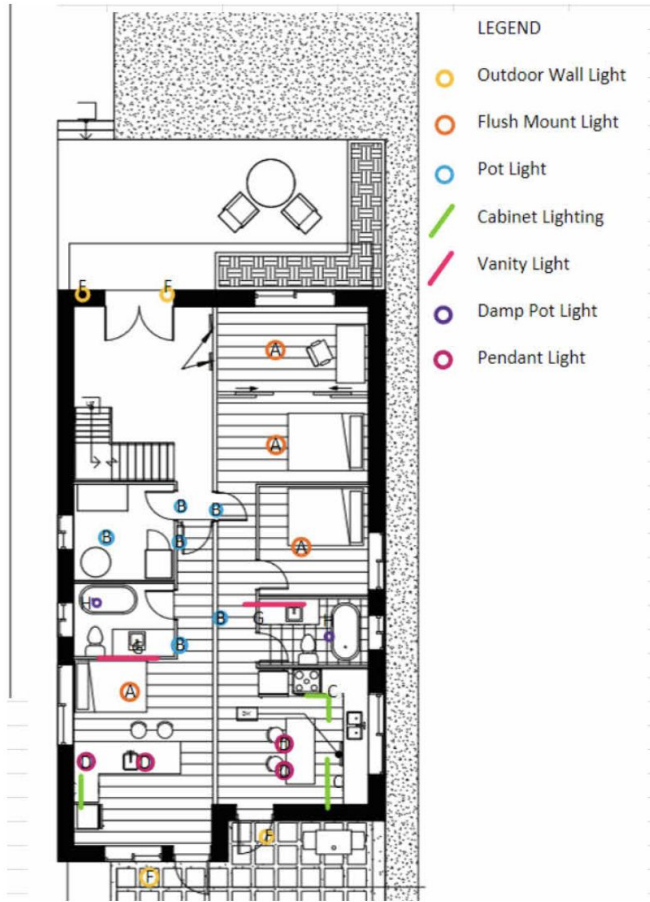 LEGEND
Outdoor Wall Light
Flush Mount Light
Pot Light
Cabinet Lighting
Vanity Light
Damp Pot Light
Pendant Light
F F
A
A
B
B
B
B
A
B
G
B
G
A
C
D
D
D
D
C
F
F